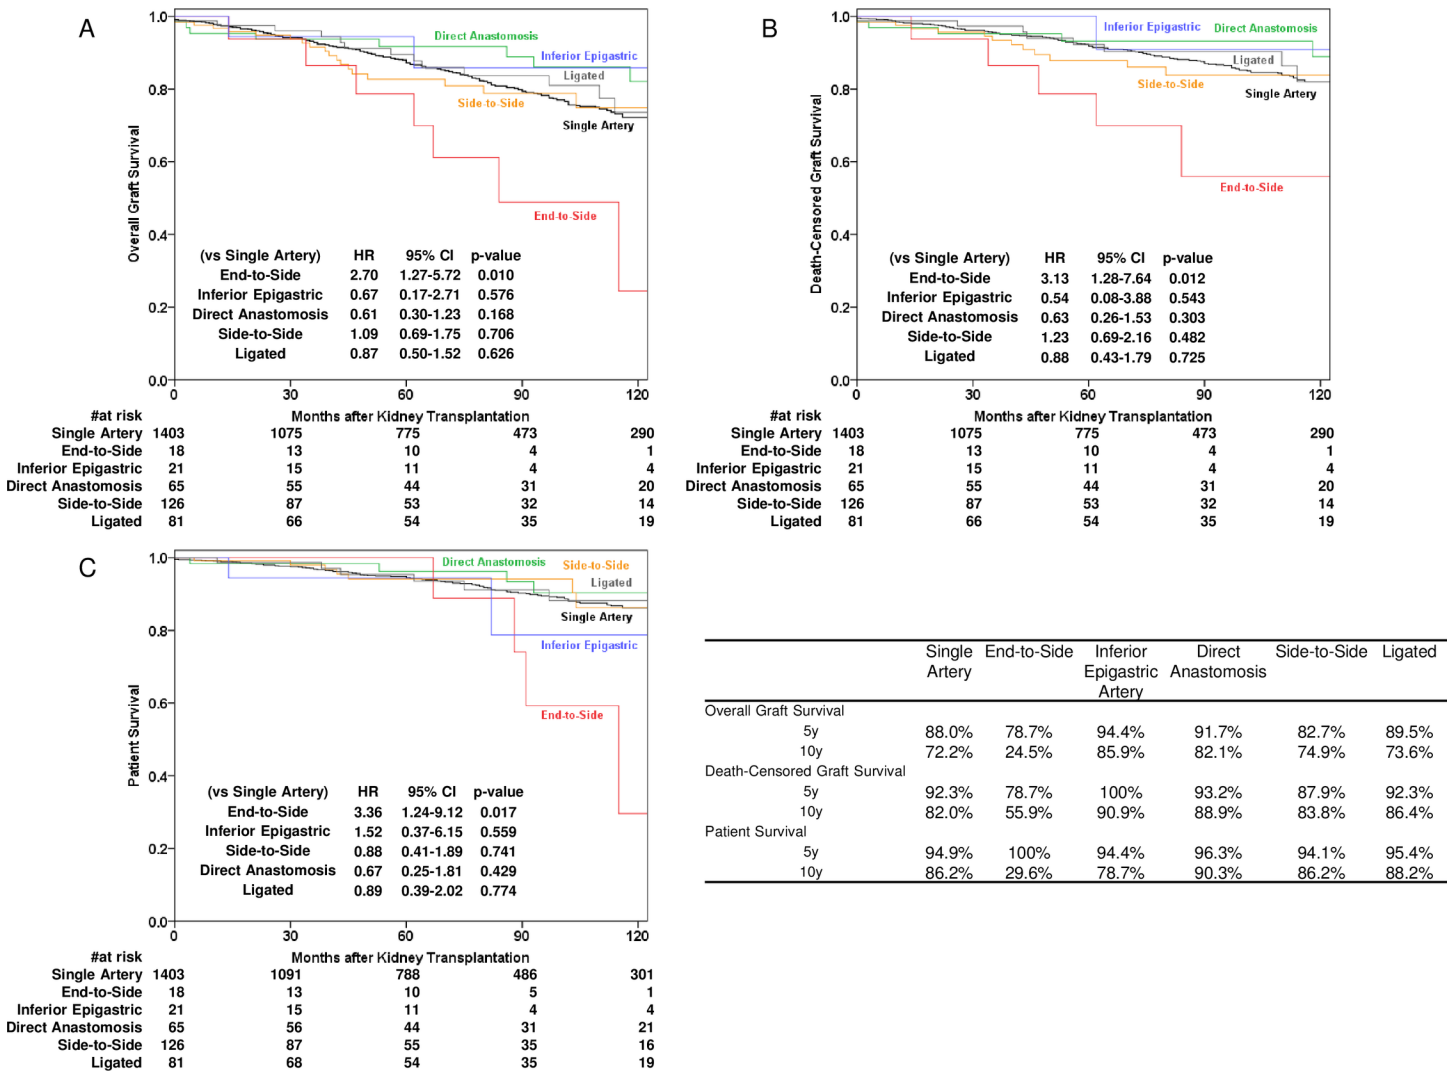 A
1.0
0.8
0.6
0.4
0.2
0.0
Overall Graft Survival
Direct Anastomosis
Inferior Epigastric
Ligated
Side-to-Side
Single Artery
End-to-Side
(vs Single Artery) HR 95% CI p-value
End-to-Side 2.70 1.27-5.72 0.010
Inferior Epigastric 0.67 0.17-2.71 0.576
Direct Anastomosis 0.61 0.30-1.23 0.168
Side-to-Side 1.09 0.69-1.75 0.706
Ligated 0.87 0.50-1.52 0.626
0 30 60 90 120
#at risk Months after Kidney Transplantation
Single Artery 1403 1075 775 473 290
End-to-Side 18 13 10 4 1
Inferior Epigastric 21 15 11 4 4
Direct Anastomosis 65 55 44 31 20
Side-to-Side 126 87 53 32 14
Ligated 81 66 54 35 19
B
1.0
0.8
0.6
0.4
0.2
0.0
Death-Censored Graft Survival
Inferior Epigastric
Direct Anastomosis
Ligated
Side-to-Side
Single Artery
End-to-Side
(vs Single Artery) HR 95% CI p-value
End-to-Side 3.13 1.28-7.64 0.012
Inferior Epigastric 0.54 0.08-3.88 0.543
Direct Anastomosis 0.63 0.26-1.53 0.303
Side-to-Side 1.23 0.69-2.16 0.482
Ligated 0.88 0.43-1.79 0.725
0 30 60 90 120
#at risk Months after Kidney Transplantation
Single Artery 1403 1075 775 473 290
End-to-Side 18 13 10 4 1
Inferior Epigastric 21 15 11 4 4
Direct Anastomosis 65 55 44 31 20
Side-to-Side 126 87 53 32 14
Ligated 81 66 54 35 19
C
1.0
0.8
0.6
0.4
0.2
0.0
Patient Survival
Direct Anastomosis
Side-to-Side
Ligated
Single Artery
Inferior Epigastric
End-to-Side
(vs Single Artery) HR 95% CI p-value
End-to-Side 3.36 1.24-9.12 0.017
Inferior Epigastric 1.52 0.37-6.15 0.559
Side-to-Side 0.88 0.41-1.89 0.741
Direct Anastomosis 0.67 0.25-1.81 0.429
Ligated 0.89 0.39-2.02 0.774
0 30 60 90 120
#at risk Months after Kidney Transplantation
Single Artery 1403 1091 788 486 301
End-to-Side 18 13 10 5 1
Inferior Epigastric 21 15 11 4 4
Direct Anastomosis 65 56 44 31 21
Side-to-Side 126 87 55 35 16
Ligated 81 68 54 35 19
Single End-to-Side Inferior Direct Side-to-Side Ligated
Artery Epigastric Anastomosis
Artery
Overall Graft Survival
5y 88.0% 78.7% 94.4% 91.7% 82.7% 89.5%
10y 72.2% 24.5% 85.9% 82.1% 74.9% 73.6%
Death-Censored Graft Survival
5y 92.3% 78.7% 100% 93.2% 87.9% 92.3%
10y 82.0% 55.9% 90.9% 88.9% 83.8% 86.4%
Patient Survival
5y 94.9% 100% 94.4% 96.3% 94.1% 95.4%
10y 86.2% 29.6% 78.7% 90.3% 86.2% 88.2%